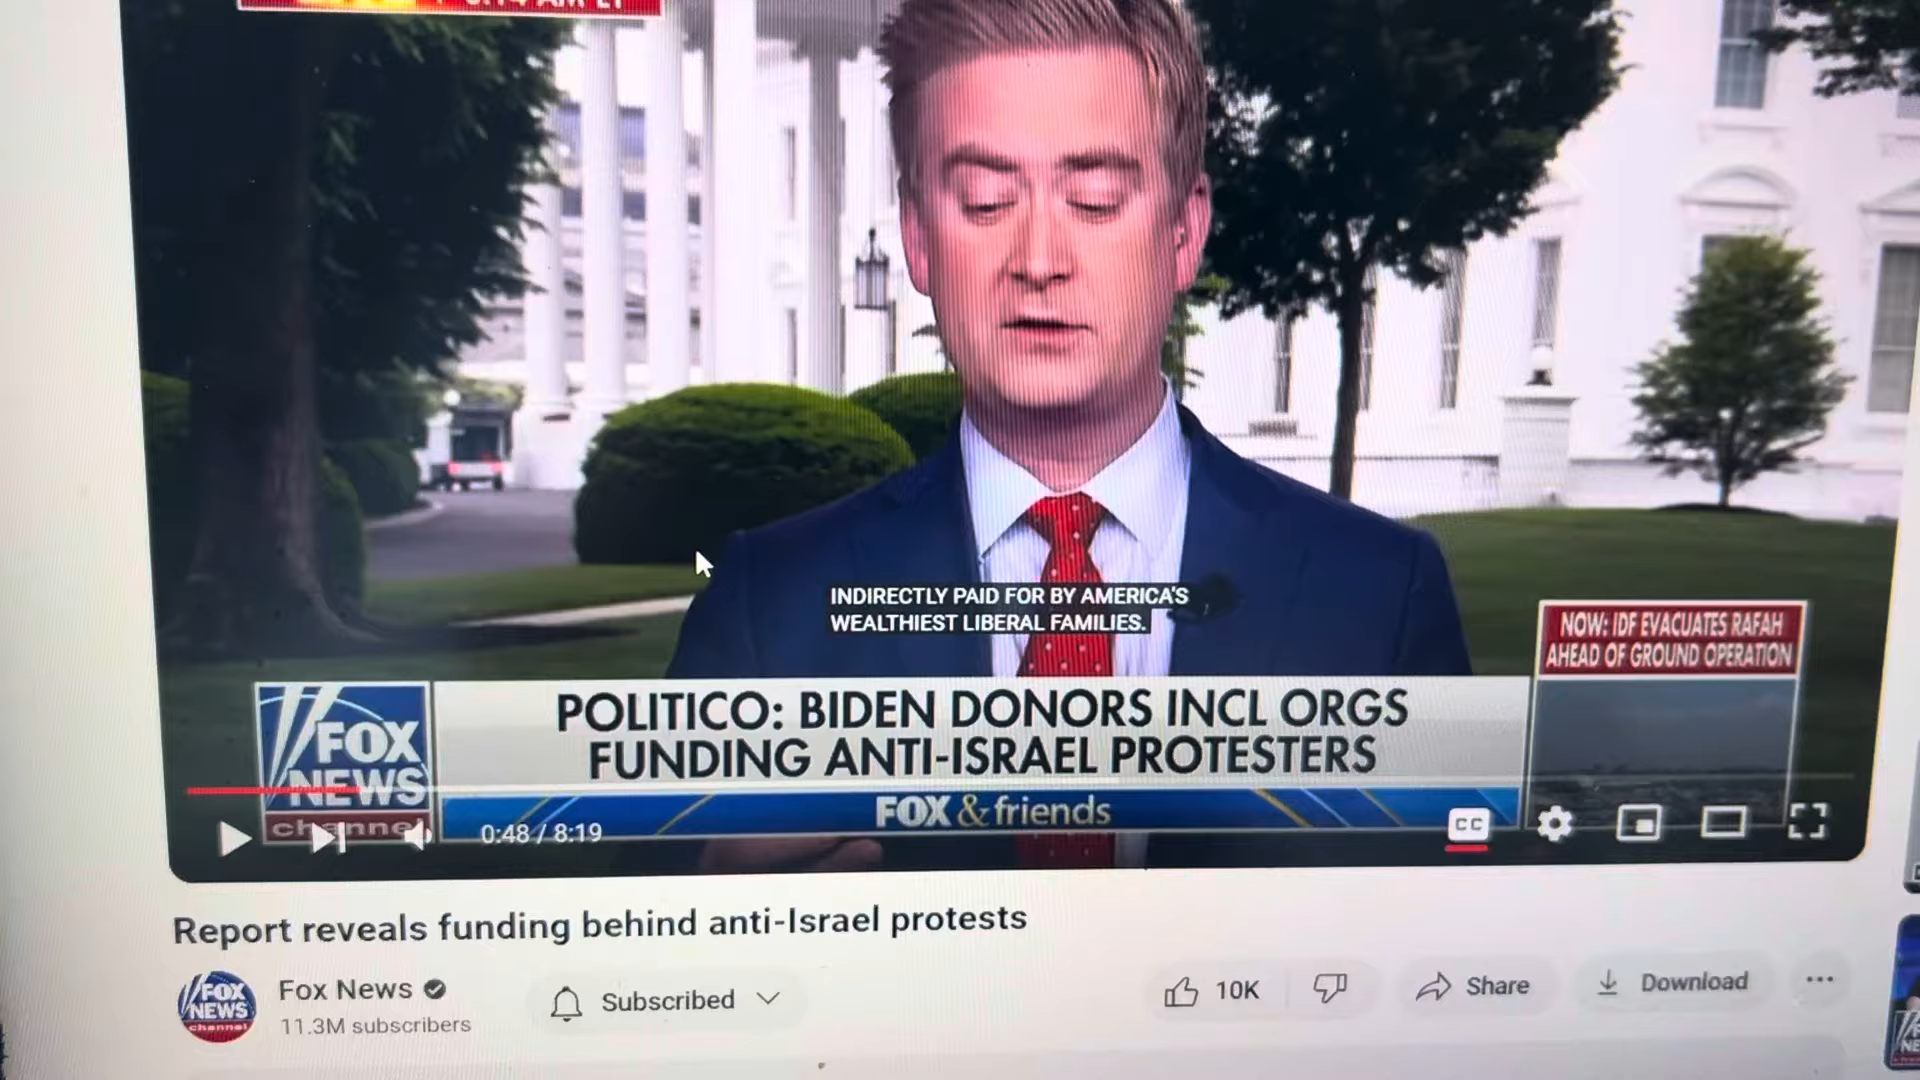 NOW: IDF EVACUATES RAFAH
AHEAD OF GROUND OPERATION
INDIRECTLY PAID FOR BY AMERICA'S
WEALTHIEST LIBERAL FAMILIES.
FOX
NEWS
channel
POLITICO: BIDEN DONORS INCL ORGS
FUNDING ANTI-ISRAEL PROTESTERS
FOX & friends
0:48 / 8:19
CC
Report reveals funding behind anti-Israel protests
FOX
NEWS
channel
Fox News
11.3M subscribers
Subscribed
10K
Share
Download